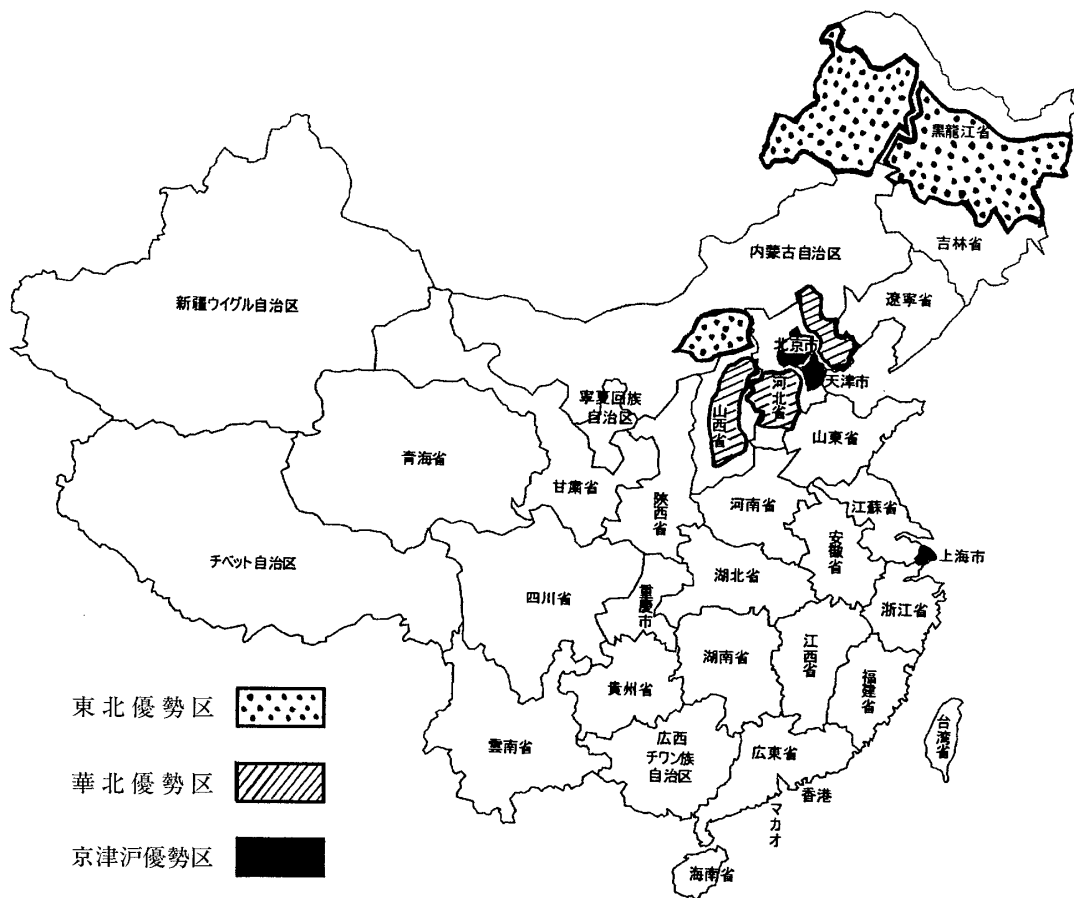 黒龍江省
吉林省
内蒙古自治区
遼寧省
新疆ウイグル自治区
北京市
天津市
河北省
山西省
寧夏回族
自治区
山東省
青海省
甘粛省
陝西省
河南省
江蘇省
安徽省
上海市
チベット自治区
四川省
重慶市
湖北省
浙江省
湖南省
江西省
貴州省
福建省
台湾省
雲南省
広西
チワン族
自治区
広東省
香港
マカオ
海南省
東北優勢区
華北優勢区
京津沪優勢区